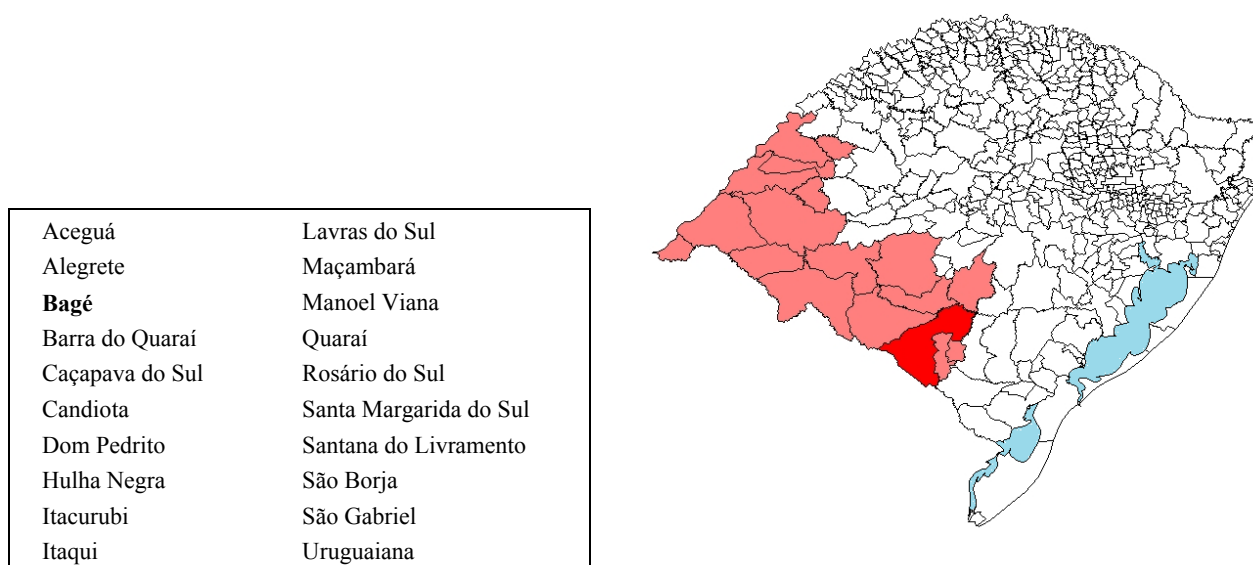 Aceguá Lavras do Sul
Alegrete Maçambará
Bagé Manoel Viana
Barra do Quaraí Quaraí
Caçapava do Sul Rosário do Sul
Candiota Santa Margarida do Sul
Dom Pedrito Santana do Livramento
Hulha Negra São Borja
Itacurubi São Gabriel
Itaqui Uruguaiana